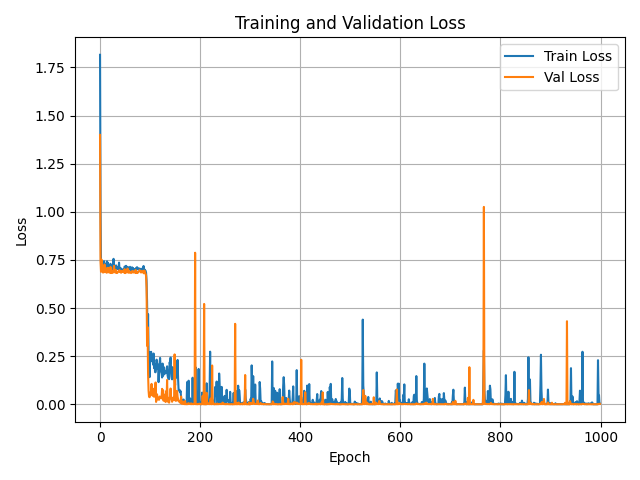 Training and Validation Loss
Train Loss
Val Loss
1.75
1.50
1.25
1.00
0.75
0.50
0.25
0.00
Loss
0 200 400 600 800 1000
Epoch